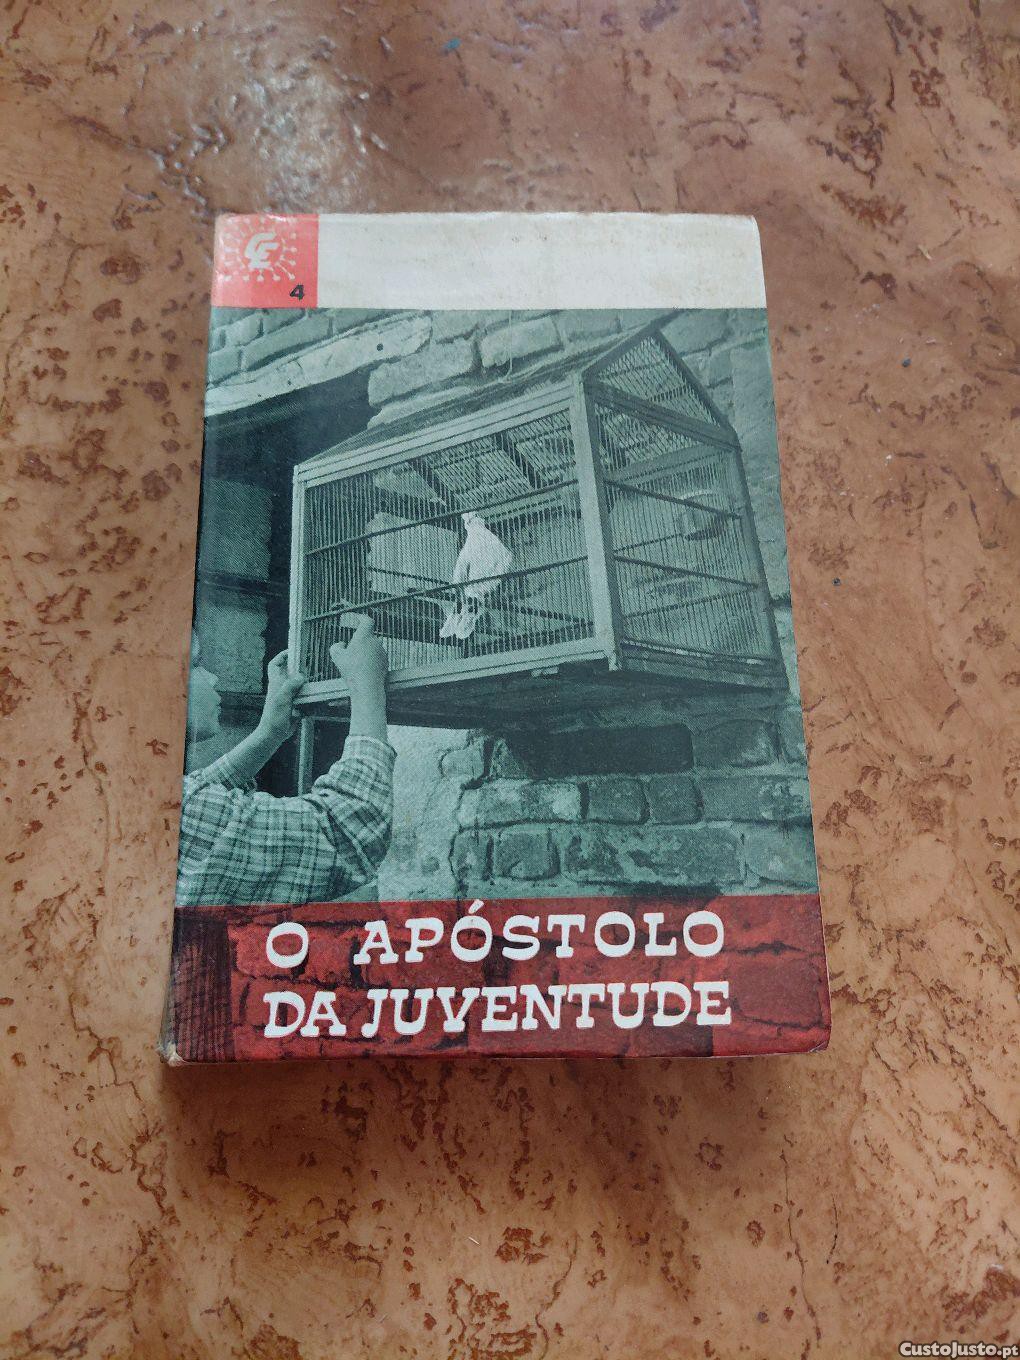 4
O APÓSTOLO
DA JUVENTUDE
CustoJusto.pt